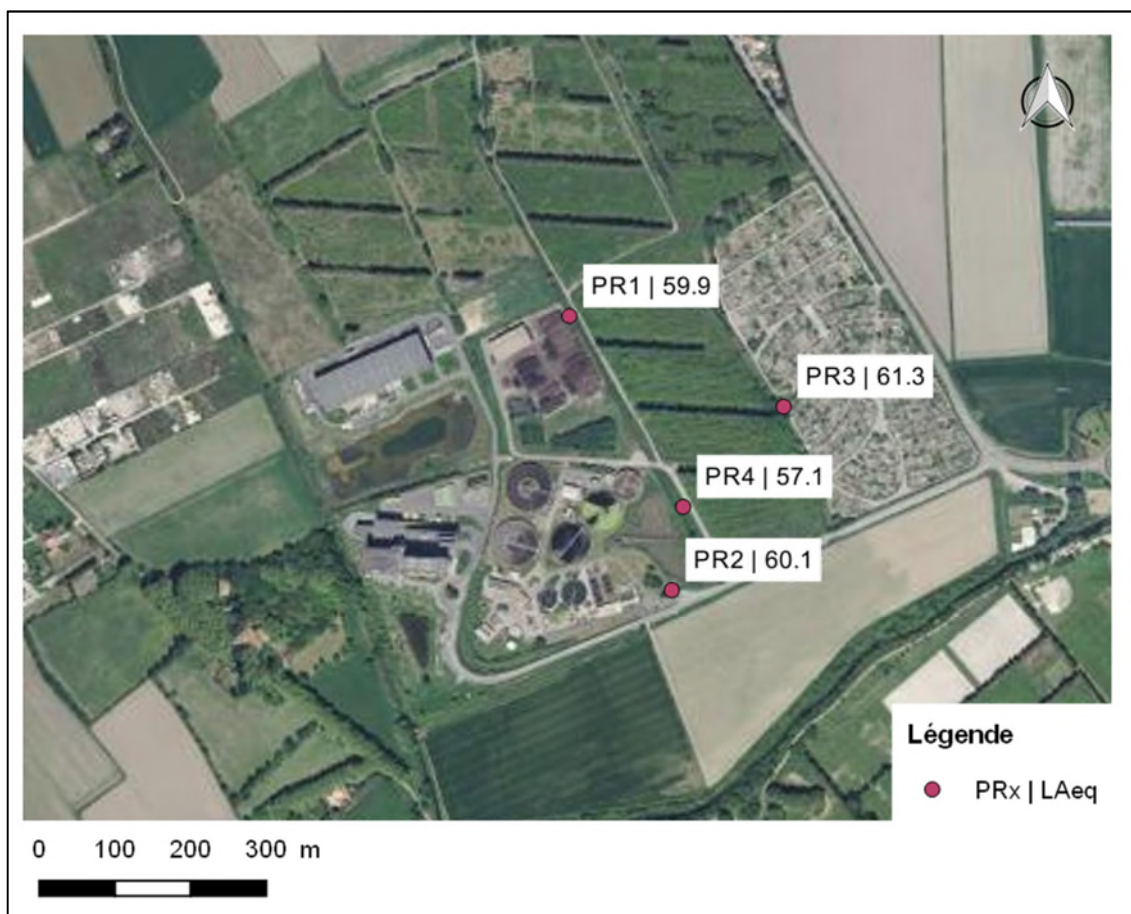 PR1 | 59.9
PR3 | 61.3
PR4 | 57.1
PR2 | 60.1
Légende
PRx | LAeq
0 100 200 300 m